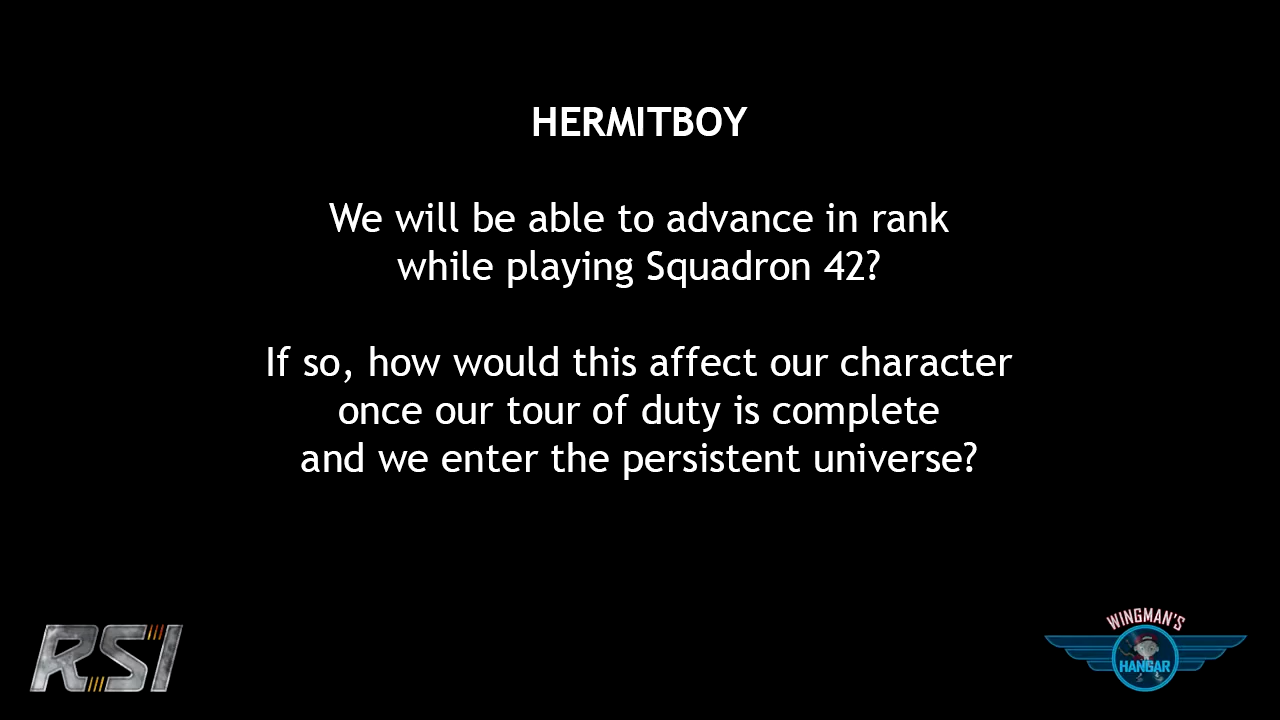 HERMITBOY
We will be able to advance in rank
while playing Squadron 42?
If so, how would this affect our character
once our tour of duty is complete
and we enter the persistent universe?
RSI
WINGMAN'S
HANGAR